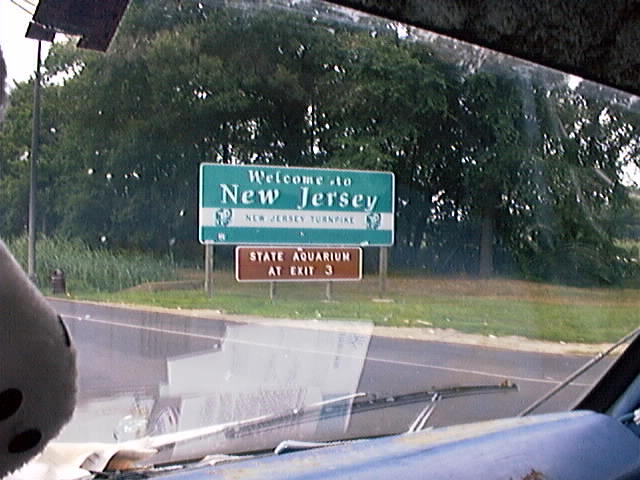 Welcome to
New Jersey
NEW JERSEY TURNPIKE
STATE AQUARIUM
AT EXIT 3